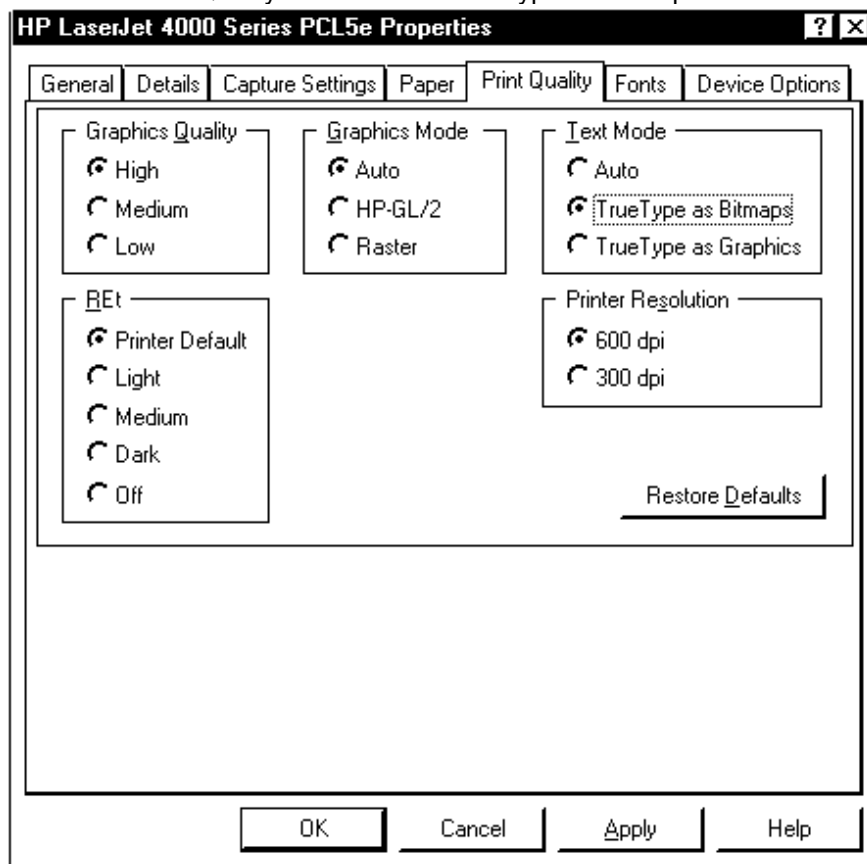 HP LaserJet 4000 Series PCL5e Properties
General Details Capture Settings Paper Print Quality Fonts Device Options
Graphics Quality
High
Medium
Low
Graphics Mode
Auto
HP-GL/2
Raster
Text Mode
Auto
TrueType as Bitmaps
TrueType as Graphics
REt
Printer Default
Light
Medium
Dark
Off
Printer Resolution
600 dpi
300 dpi
Restore Defaults
OK Cancel Apply Help